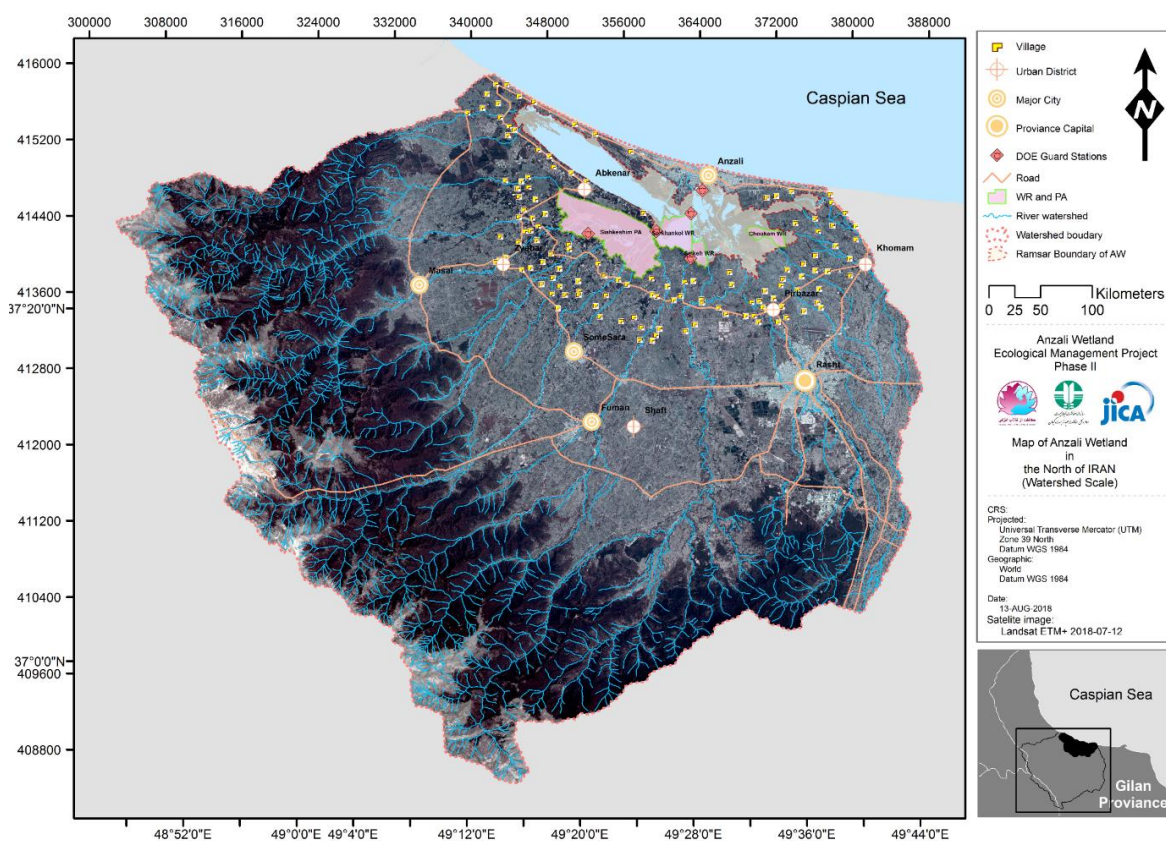 300000 308000 316000 324000 332000 340000 348000 356000 364000 372000 380000 388000
416000
415200
414400
413600
37°20'0"N
412800
412000
411200
410400
37°0'0"N
409600
408800
48°52'0"E 49°0'0"E 49°4'0"E 49°12'0"E 49°20'0"E 49°28'0"E 49°36'0"E 49°44'0"E
Caspian Sea
Anzali
Abkenar
Siahkeshim PA
Choukam WR
Khomam
Masal
Pirbazar
SomeSara
Rasht
Fuman
Shaft
Village
Urban District
Major City
Proviance Capital
DOE Guard Stations
Road
WR and PA
River watershed
Watershed boudary
Ramsar Boundary of AW
Kilometers
0 25 50 100
N
Anzali Wetland
Ecological Management Project
Phase II
JICA
Map of Anzali Wetland
in
the North of IRAN
(Watershed Scale)
CRS:
Projected:
Universal Transverse Mercator (UTM)
Zone 39 North
Datum WGS 1984
Geographic:
World
Datum WGS 1984
Date:
13-AUG-2018
Satelite image:
Landsat ETM+ 2018-07-12
Caspian Sea
Gilan
Proviance